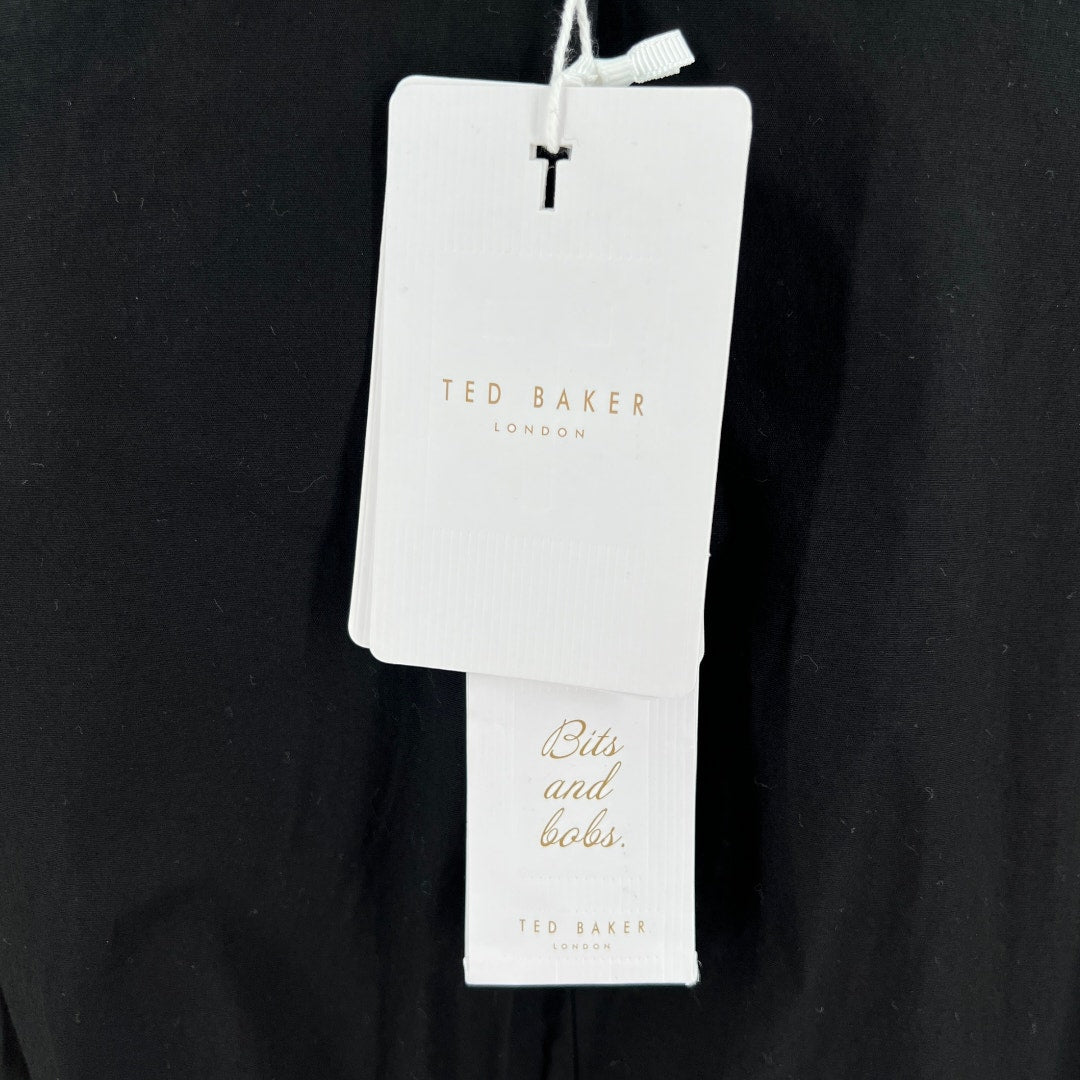 TED BAKER
LONDON
Bits
and
bobs.
TED BAKER
LONDON